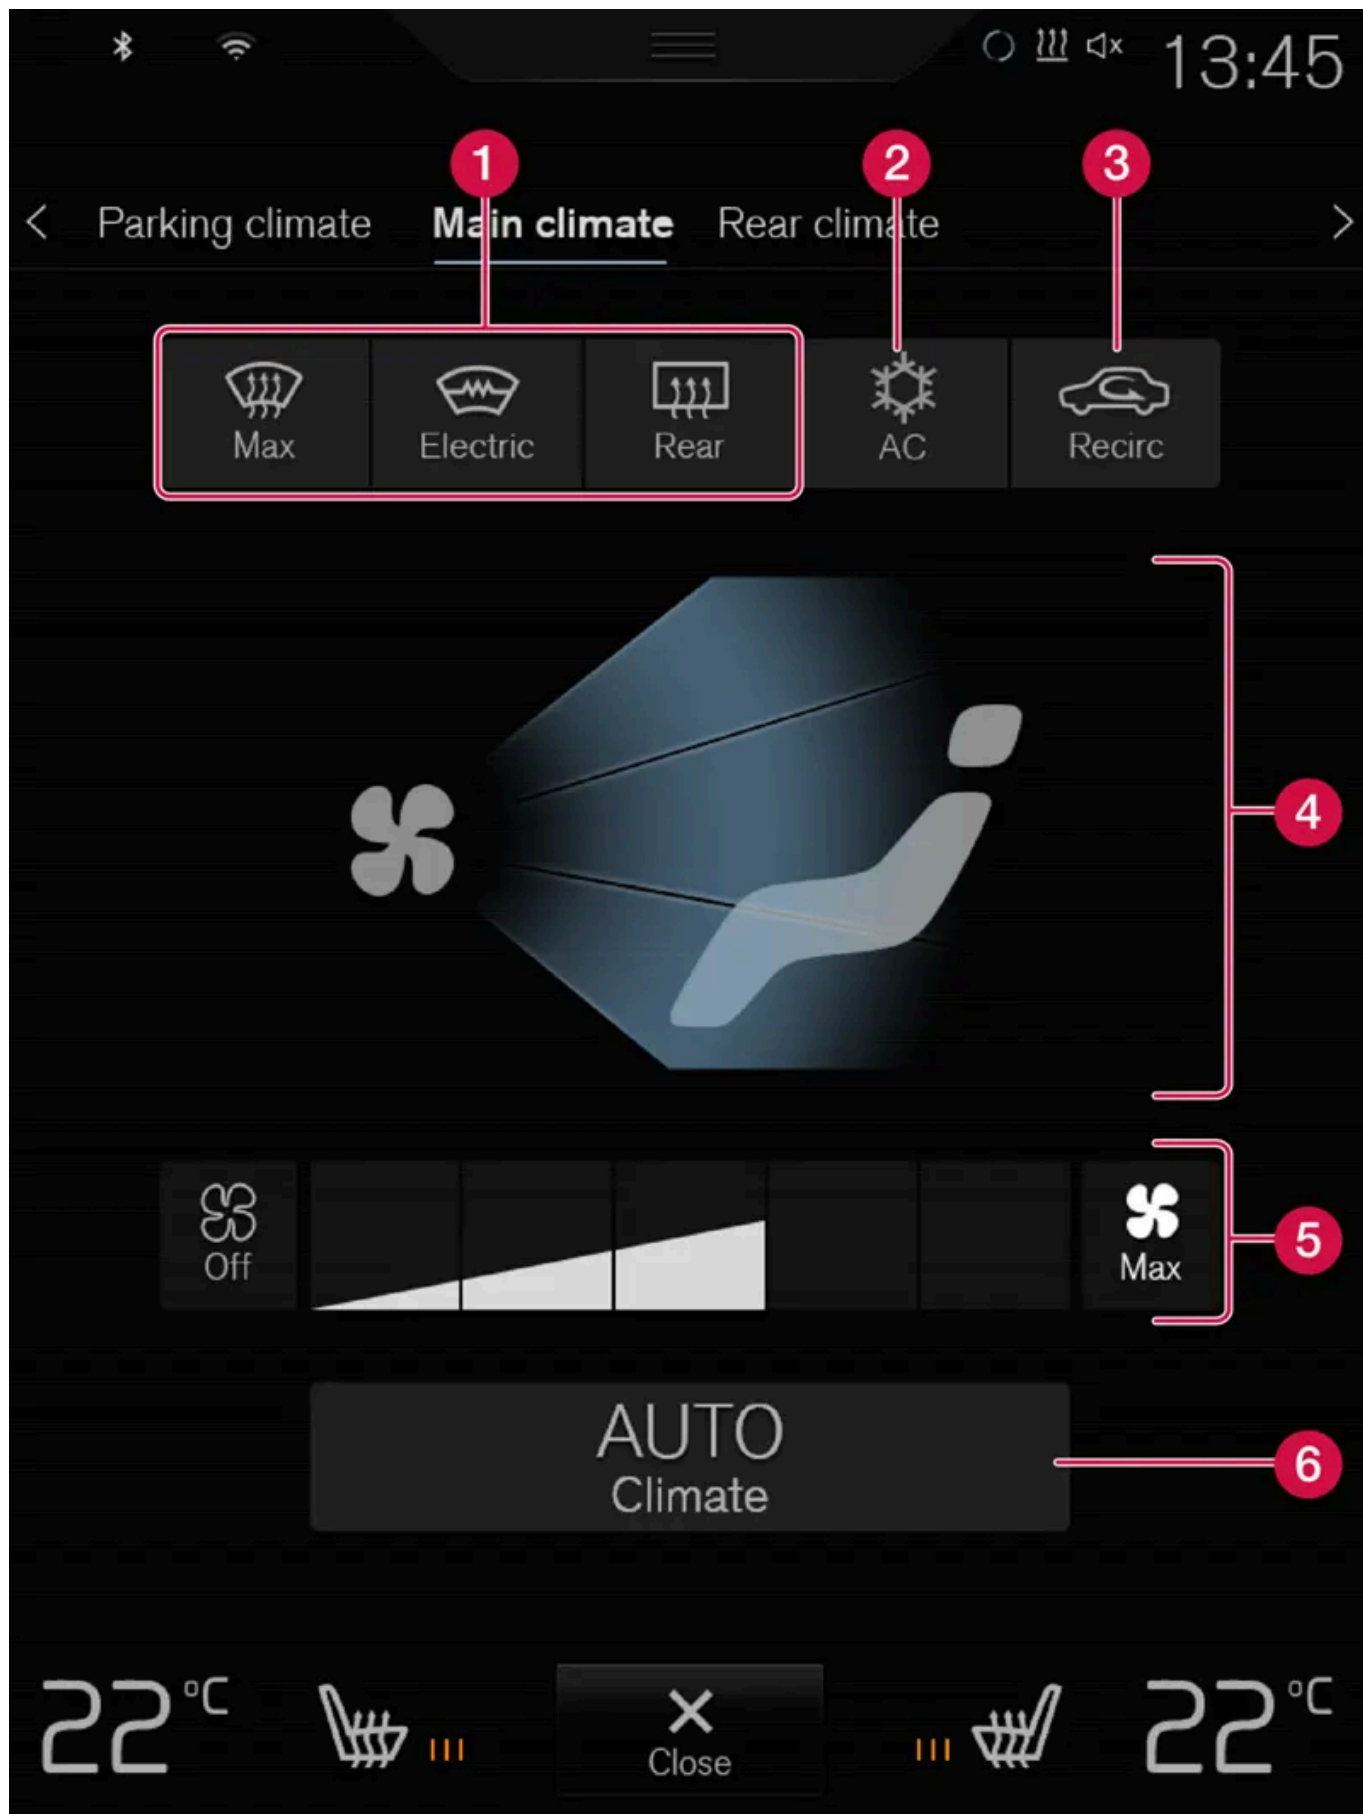 13:45
1 2 3
Parking climate Main climate Rear climate
Max Electric Rear AC Recirc
4
Off Max
5
AUTO
Climate
6
22°C 22°C
Close